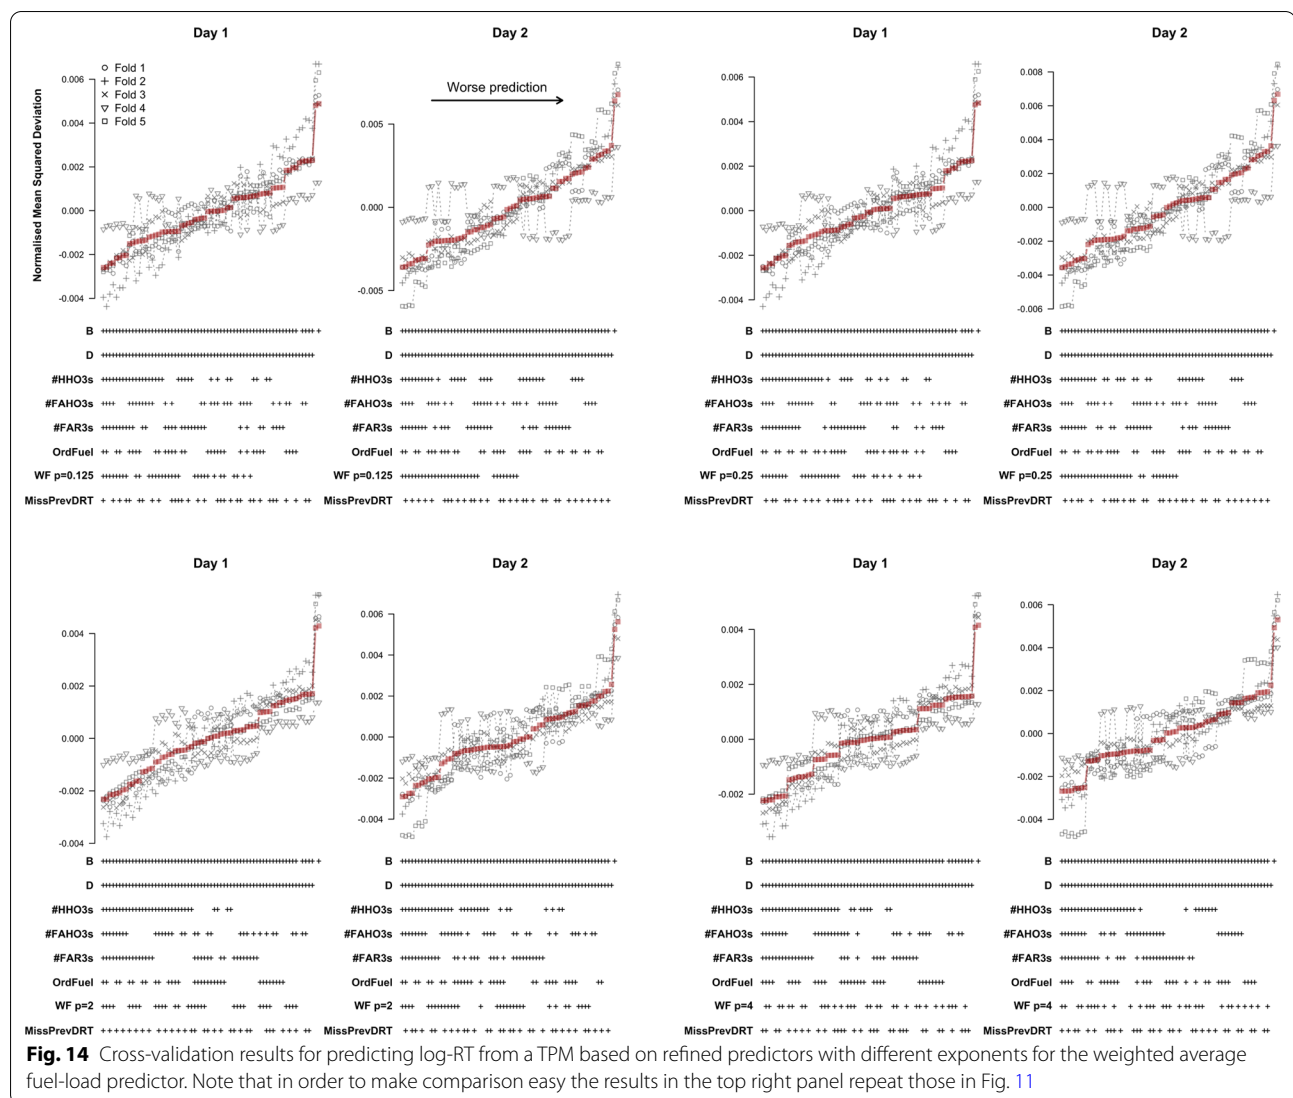 Day 1
Day 2
Day 1
Day 2
Normalised Mean Squared Deviation
0.006
0.004
0.002
0.000
-0.002
-0.004
Fold 1
Fold 2
Fold 3
Fold 4
Fold 5
Worse prediction
0.005
0.000
-0.005
0.006
0.004
0.002
0.000
-0.002
-0.004
0.008
0.006
0.004
0.002
0.000
-0.002
-0.004
-0.006
B
D
#HHO3s
#FAHO3s
#FAR3s
OrdFuel
WF p=0.125
MissPrevDRT
B
D
#HHO3s
#FAHO3s
#FAR3s
OrdFuel
WF p=0.125
MissPrevDRT
B
D
#HHO3s
#FAHO3s
#FAR3s
OrdFuel
WF p=0.25
MissPrevDRT
B
D
#HHO3s
#FAHO3s
#FAR3s
OrdFuel
WF p=0.25
MissPrevDRT
Day 1
Day 2
Day 1
Day 2
0.004
0.002
0.000
-0.002
-0.004
0.006
0.004
0.002
0.000
-0.002
-0.004
0.004
0.002
0.000
-0.002
0.006
0.004
0.002
0.000
-0.002
-0.004
B
D
#HHO3s
#FAHO3s
#FAR3s
OrdFuel
WF p=2
MissPrevDRT
B
D
#HHO3s
#FAHO3s
#FAR3s
OrdFuel
WF p=2
MissPrevDRT
B
D
#HHO3s
#FAHO3s
#FAR3s
OrdFuel
WF p=4
MissPrevDRT
B
D
#HHO3s
#FAHO3s
#FAR3s
OrdFuel
WF p=4
MissPrevDRT
Fig. 14 Cross-validation results for predicting log-RT from a TPM based on refined predictors with different exponents for the weighted average
fuel-load predictor. Note that in order to make comparison easy the results in the top right panel repeat those in Fig. 11